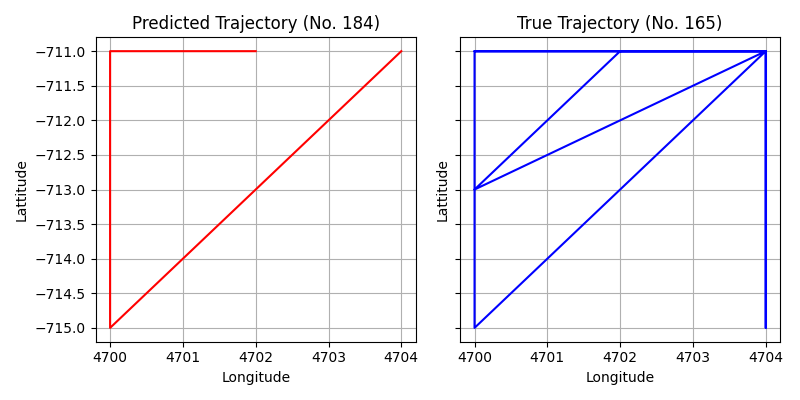 Predicted Trajectory (No. 184)
True Trajectory (No. 165)
−711.0
−711.5
−712.0
−712.5
−713.0
−713.5
−714.0
−714.5
−715.0
Lattitude
Lattitude
4700 4701 4702 4703 4704
4700 4701 4702 4703 4704
Longitude
Longitude